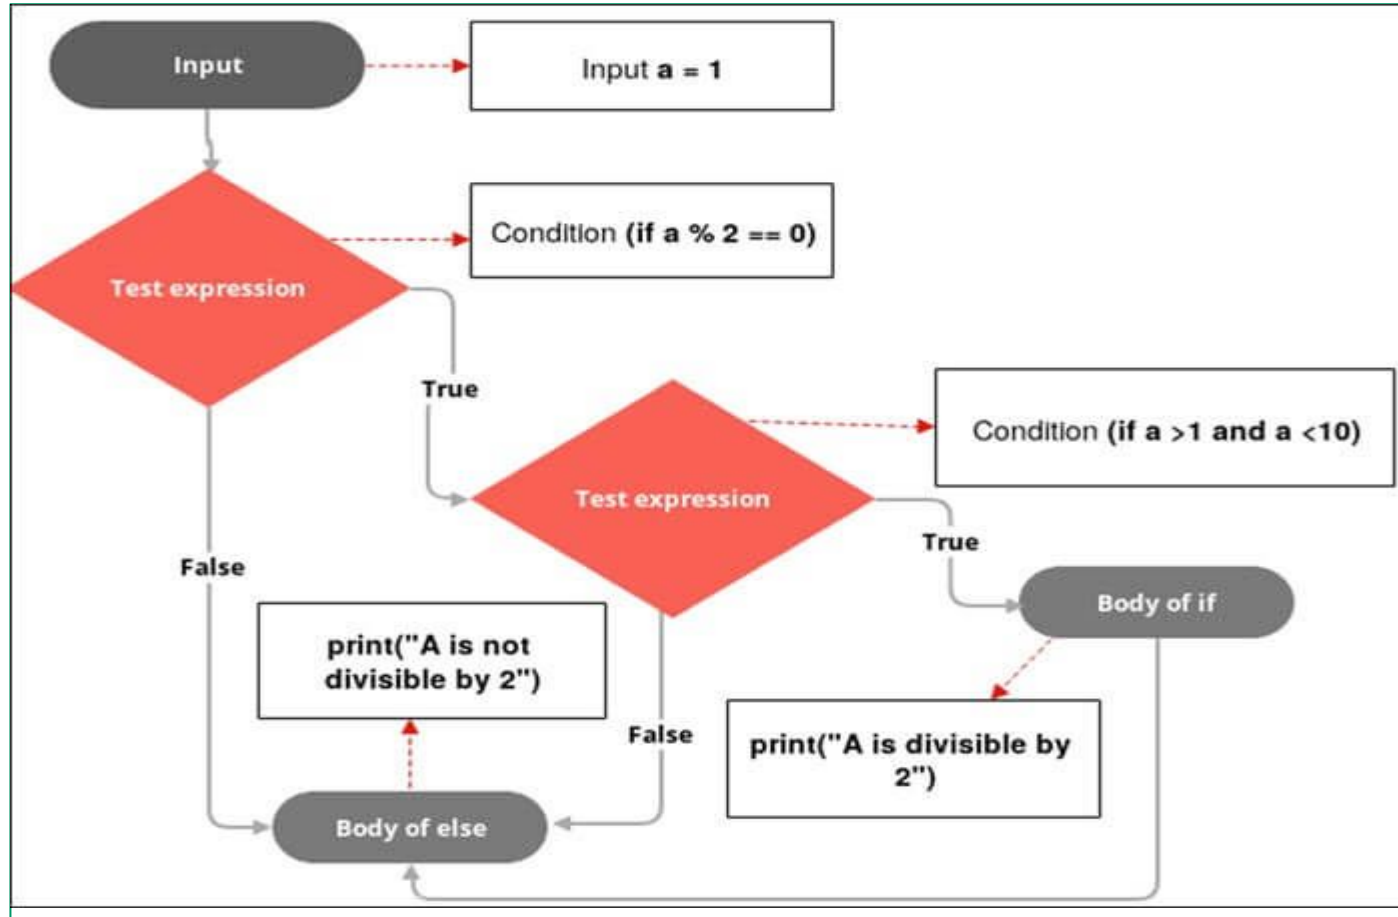 Input
Input a = 1
Condition (if a % 2 == 0)
Test expression
True
Condition (if a >1 and a <10)
Test expression
True
False
Body of if
print("A is not
divisible by 2")
False
print("A is divisible by
2")
Body of else